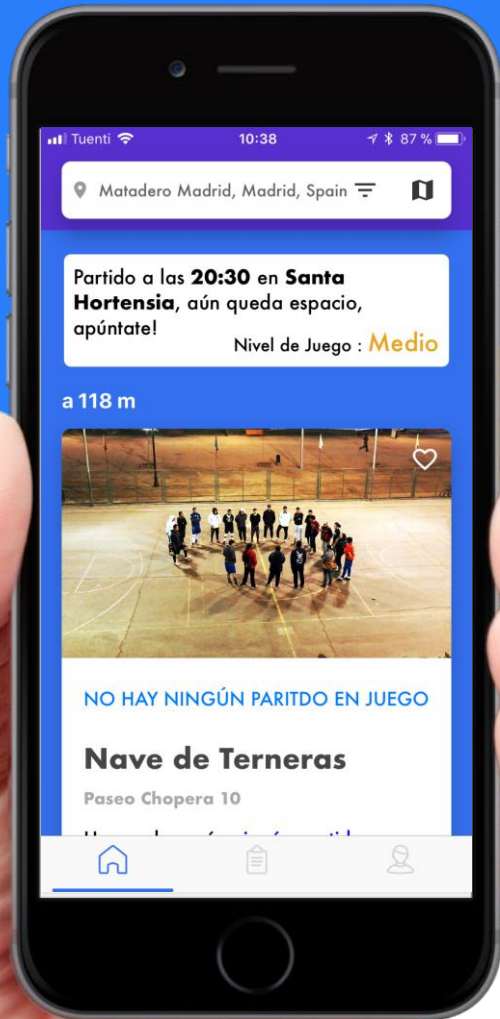 Tuenti 10:38 87 %
Matadero Madrid, Madrid, Spain
Partido a las 20:30 en Santa
Hortensia, aún queda espacio,
apúntate!
Nivel de Juego : Medio
a 118 m
NO HAY NINGÚN PARITDO EN JUEGO
Nave de Terneras
Paseo Chopera 10